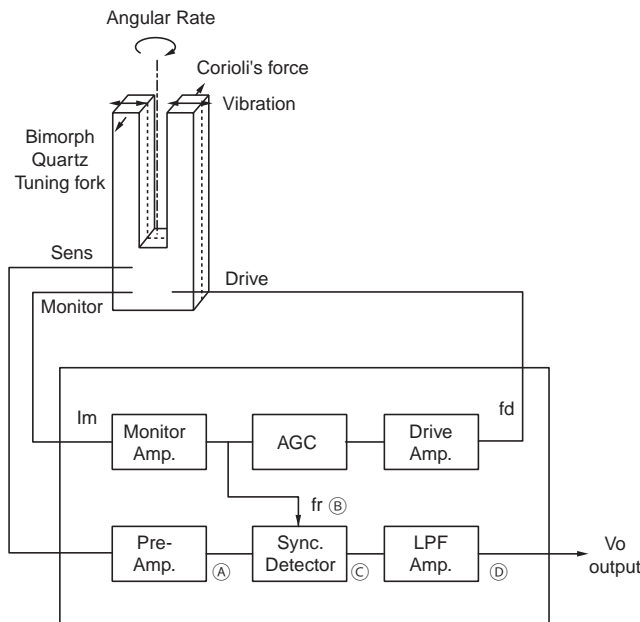 Angular Rate
Corioli's force
Vibration
Bimorph
Quartz
Tuning fork
Sens
Drive
Monitor
Im
fd
Monitor
Amp.
AGC
Drive
Amp.
fr Ⓑ
Pre-
Amp.
Ⓐ
Sync.
Detector
Ⓒ
LPF
Amp.
Ⓓ
Vo
output